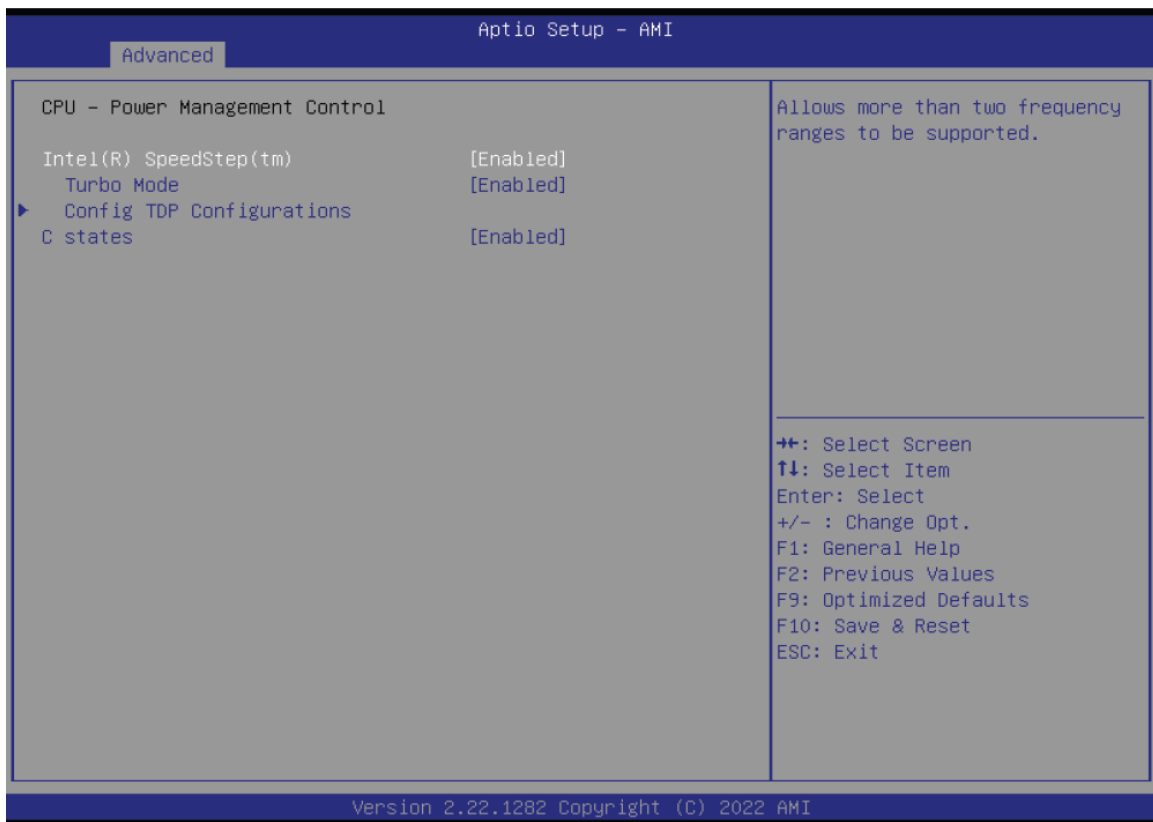 Aptio Setup – AMI
Advanced
CPU – Power Management Control
Intel(R) SpeedStep(tm) [Enabled]
Turbo Mode [Enabled]
Config TDP Configurations
C states [Enabled]
Allows more than two frequency
ranges to be supported.
→←: Select Screen
↑↓: Select Item
Enter: Select
+/– : Change Opt.
F1: General Help
F2: Previous Values
F9: Optimized Defaults
F10: Save & Reset
ESC: Exit
Version 2.22.1282 Copyright (C) 2022 AMI